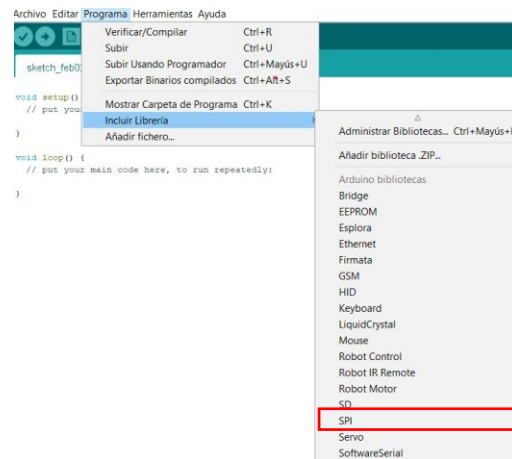 Archivo Editar Programa Herramientas Ayuda
Verificar/Compilar Ctrl+R
Subir Ctrl+U
Subir Usando Programador Ctrl+Mayús+U
Exportar Binarios compilados Ctrl+Alt+S
Mostrar Carpeta de Programa Ctrl+K
Incluir Librería
Añadir fichero...
sketch_feb0
void setup()
// put you
}
void loop() {
// put your main code here, to run repeatedly:
}
Administrar Bibliotecas... Ctrl+Mayús+I
Añadir biblioteca .ZIP...
Arduino bibliotecas
Bridge
EEPROM
Esplora
Ethernet
Firmata
GSM
HID
Keyboard
LiquidCrystal
Mouse
Robot Control
Robot IR Remote
Robot Motor
SD
SPI
Servo
SoftwareSerial